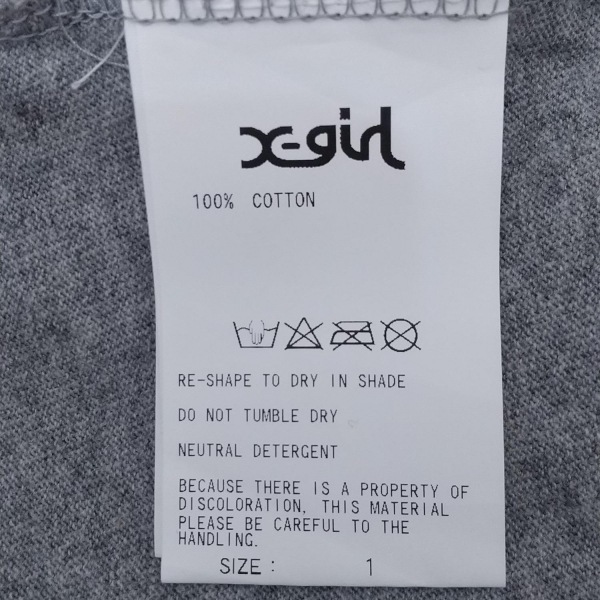 X-girl
100% COTTON
RE-SHAPE TO DRY IN SHADE
DO NOT TUMBLE DRY
NEUTRAL DETERGENT
BECAUSE THERE IS A PROPERTY OF
DISCOLORATION, THIS MATERIAL
PLEASE BE CAREFUL TO THE
HANDLING.
SIZE : 1